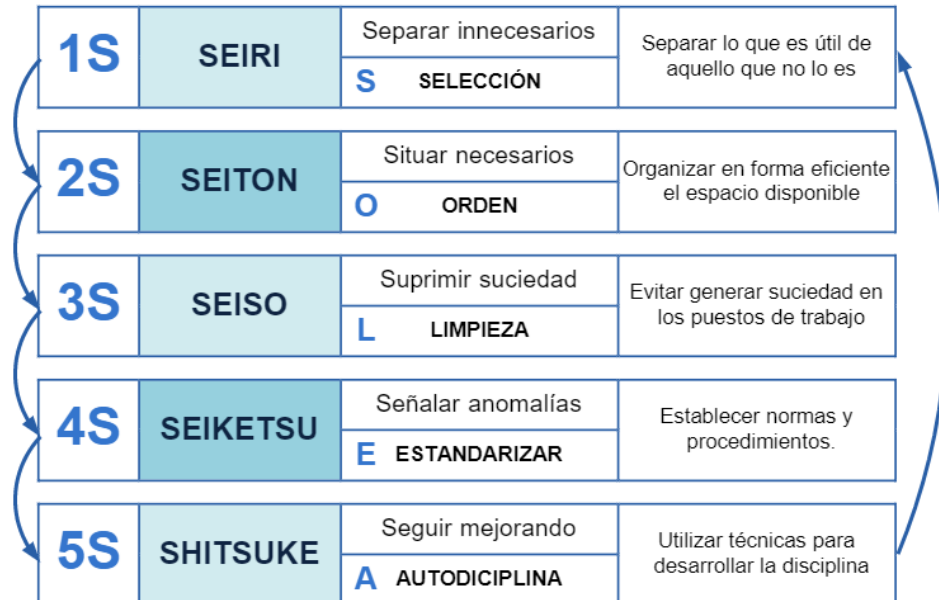 1S
SEIRI
Separar innecesarios
S SELECCIÓN
Separar lo que es útil de
aquello que no lo es
2S
SEITON
Situar necesarios
O ORDEN
Organizar en forma eficiente
el espacio disponible
3S
SEISO
Suprimir suciedad
L LIMPIEZA
Evitar generar suciedad en
los puestos de trabajo
4S
SEIKETSU
Señalar anomalías
E ESTANDARIZAR
Establecer normas y
procedimientos.
5S
SHITSUKE
Seguir mejorando
A AUTODICIPLINA
Utilizar técnicas para
desarrollar la disciplina